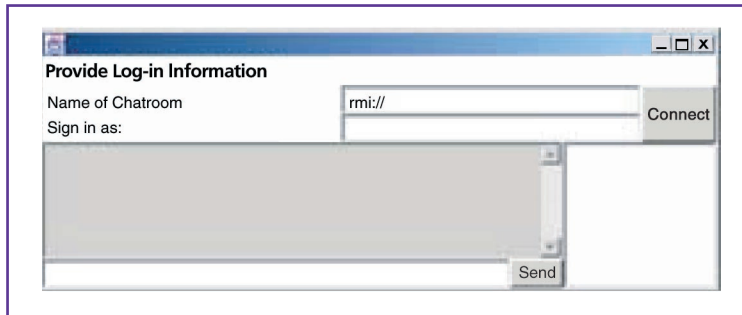 Provide Log-in Information
Name of Chatroom
rmi://
Connect
Sign in as:
Send